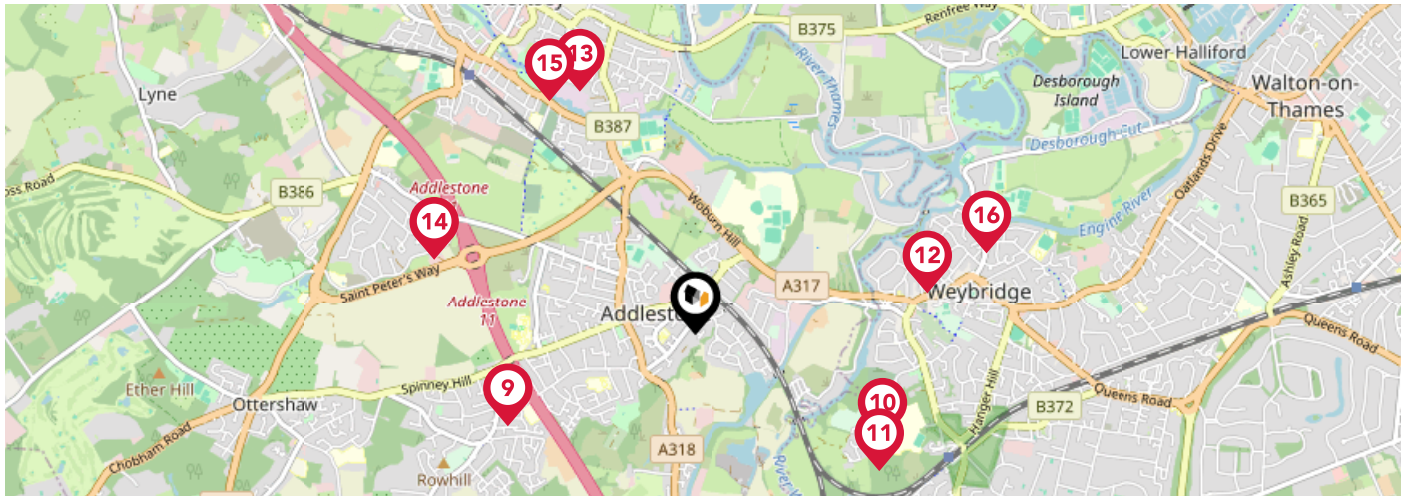 B375
Renfree Way
Lower Halliford
15
13
Lyne
River Thames
Desborough
Island
Walton-on-
Thames
B387
Desborough Cut
Oatlands Drive
B386
Addlestone
B365
14
Woburn Hill
16
Engine River
12
Ashley Road
Saint Peter's Way
A317
Weybridge
Addlestone
11
Queens Road
Ether Hill
Spinney Hill
9
Ottershaw
10
Hanger Hill
B372
Queens Road
11
Chobham Road
A318
Rowhill